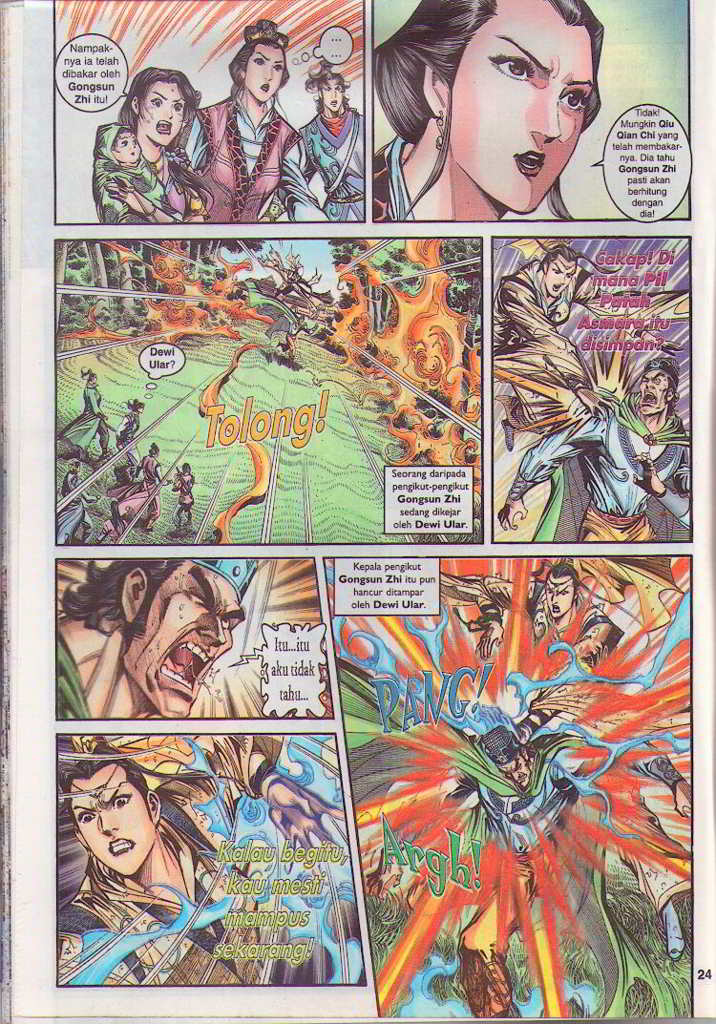 Nampak-
nya ia telah
dibakar oleh
Gongsun
Zhi itu!
... ...
Tidak!
Mungkin Qiu
Qian Chi yang
telah membakar-
nya. Dia tahu
Gongsun Zhi
pasti akan
berhitung
dengan
dia!
Dewi
Ular?
Tolong!
Seorang daripada
pengikut-pengikut
Gongsun Zhi
sedang dikejar
oleh Dewi Ular.
Cakap! Di
mana Pil
Patah
Asmara itu
disimpan?
Itu...itu
aku tidak
tahu...
Kalau begitu,
kau mesti
mampus
sekarang!
Kepala pengikut
Gongsun Zhi itu pun
hancur ditampar
oleh Dewi Ular.
PANG!
Argh!
24